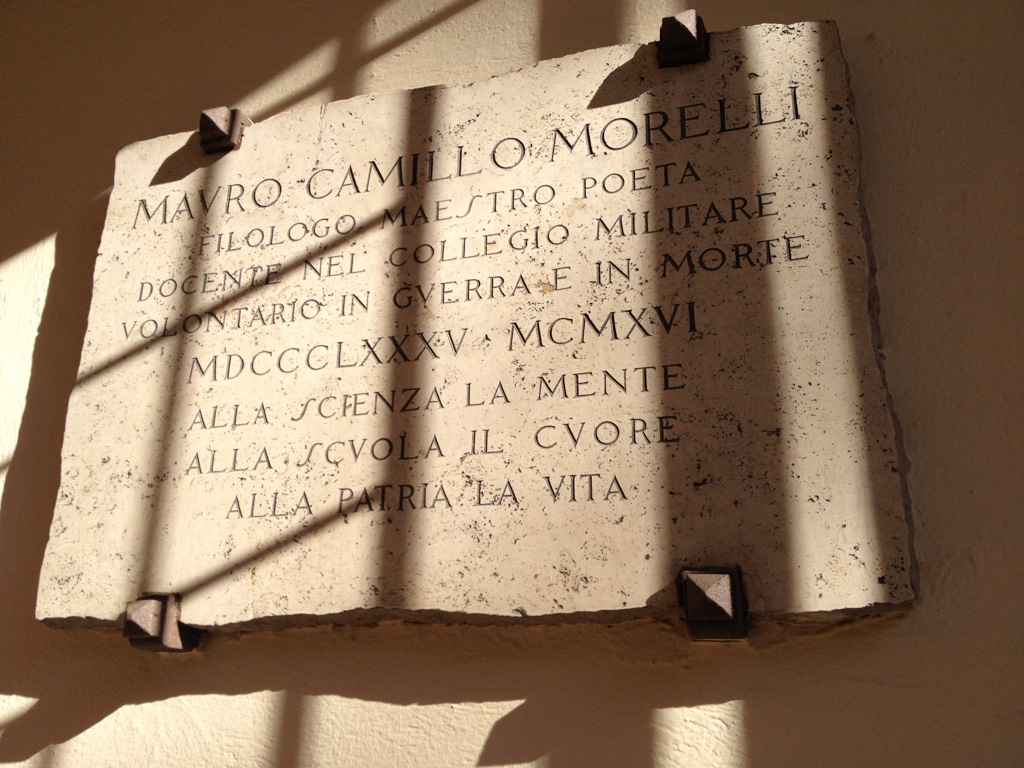 MAVRO CAMILLO MORELLI
FILOLOGO MAESTRO POETA
DOCENTE NEL COLLEGIO MILITARE
VOLONTARIO IN GVERRA E IN MORTE
MDCCCLXXXV · MCMXVI
ALLA SCIENZA LA MENTE
ALLA SCVOLA IL CVORE
ALLA PATRIA LA VITA